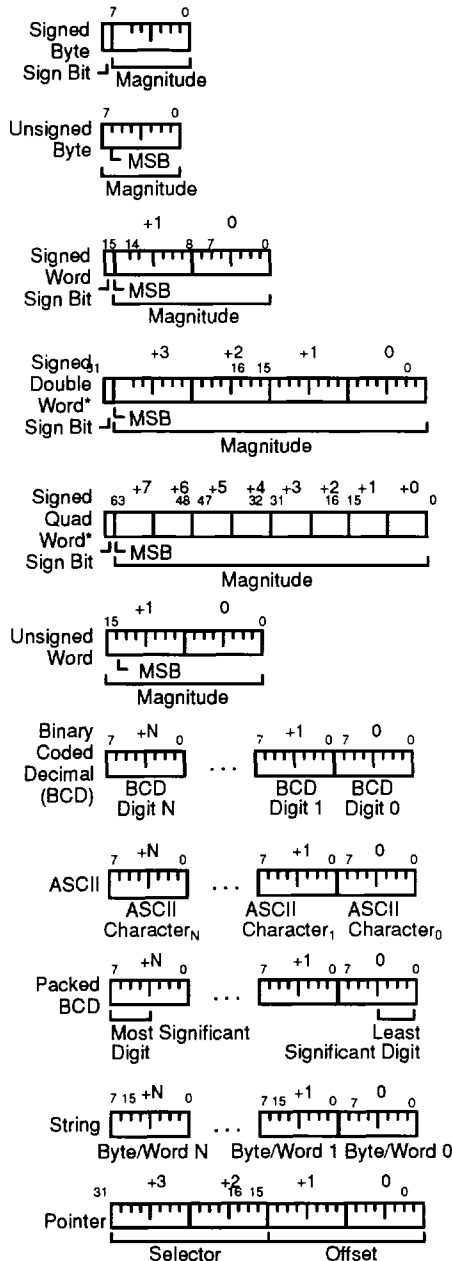 Signed Byte
7 0
Sign Bit
Magnitude
Unsigned Byte
7 0
MSB
Magnitude
+1 0
Signed Word
15 14 8 7 0
Sign Bit
MSB
Magnitude
Signed Double Word*
+3 +2 +1 0
31 16 15 0
Sign Bit
MSB
Magnitude
Signed Quad Word*
+7 +6 +5 +4 +3 +2 +1 +0
63 48 47 32 31 16 15 0
Sign Bit
MSB
Magnitude
Unsigned Word
+1 0
15 0
MSB
Magnitude
Binary Coded Decimal (BCD)
+N +1 0
7 0 ... 7 0 7 0
BCD Digit N
BCD Digit 1
BCD Digit 0
ASCII
+N +1 0
7 0 ... 7 0 7 0
ASCII CharacterN
ASCII Character1
ASCII Character0
Packed BCD
+N +1 0
7 0 ... 7 0 7 0
Most Significant Digit
Least Significant Digit
String
+N +1 0
7 15 0 ... 7 15 0 7 0
Byte/Word N Byte/Word 1 Byte/Word 0
Pointer
+3 +2 +1 0
31 16 15 0
Selector Offset